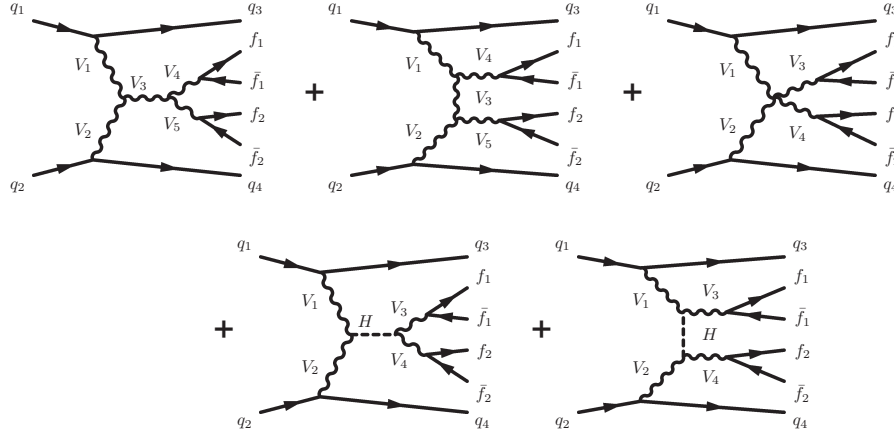 q₁ q₃ q₁ q₃ q₁ q₃
f₁ f₁
V₁ V₃ V₄ f̄₁ V₁ V₄ f̄₁ V₁ V₃
+ V₃ +
V₂ V₅ f₂ V₂ V₅ f₂ V₂ V₄
f̄₂ f̄₂
q₂ q₄ q₂ q₄ q₂ q₄
q₁ q₃ q₁ q₃
f₁ f₁
V₁ V₃ f̄₁ V₁ V₃ f̄₁
+ H + H
V₂ V₄ f₂ V₂ V₄ f₂
f̄₂ f̄₂
q₂ q₄ q₂ q₄